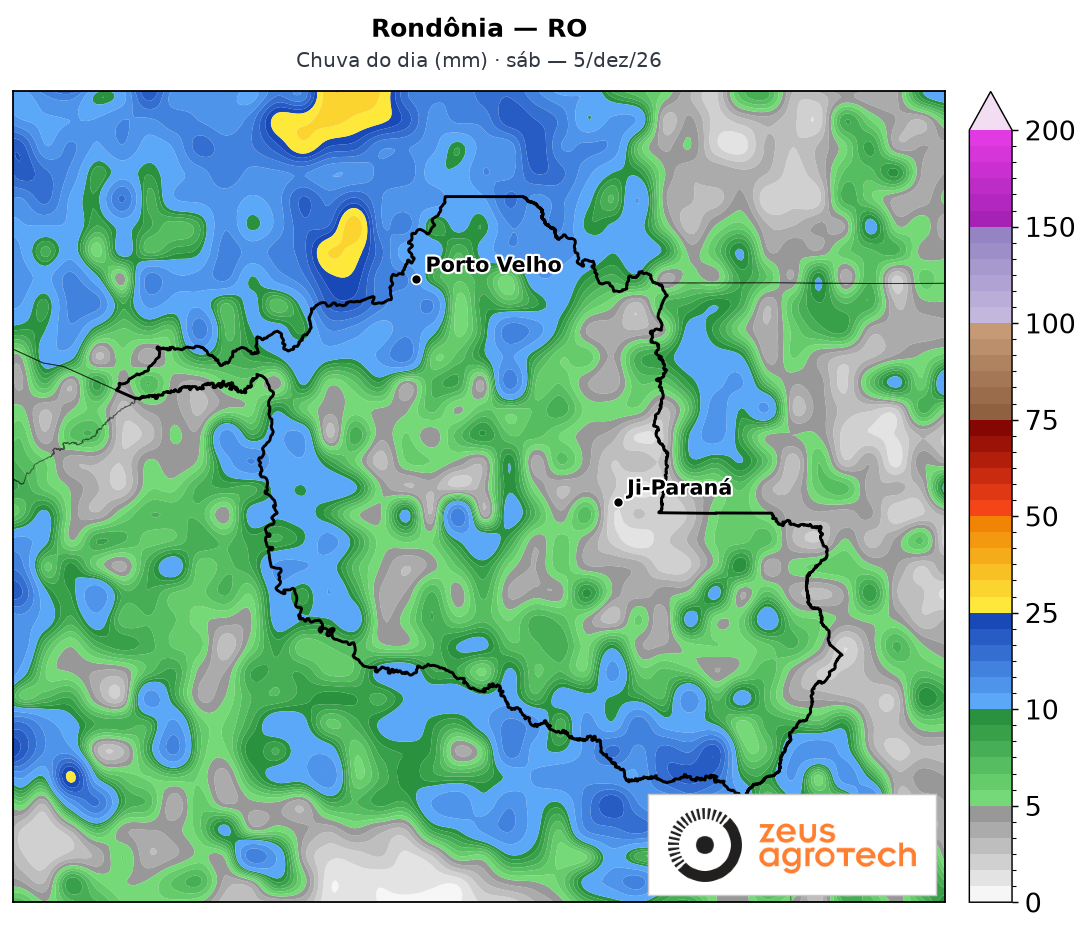 Rondônia — RO
Chuva do dia (mm) · sáb — 5/dez/26
200
150
100
75
50
25
10
5
0
Porto Velho
Ji-Paraná
zeus
agrotech